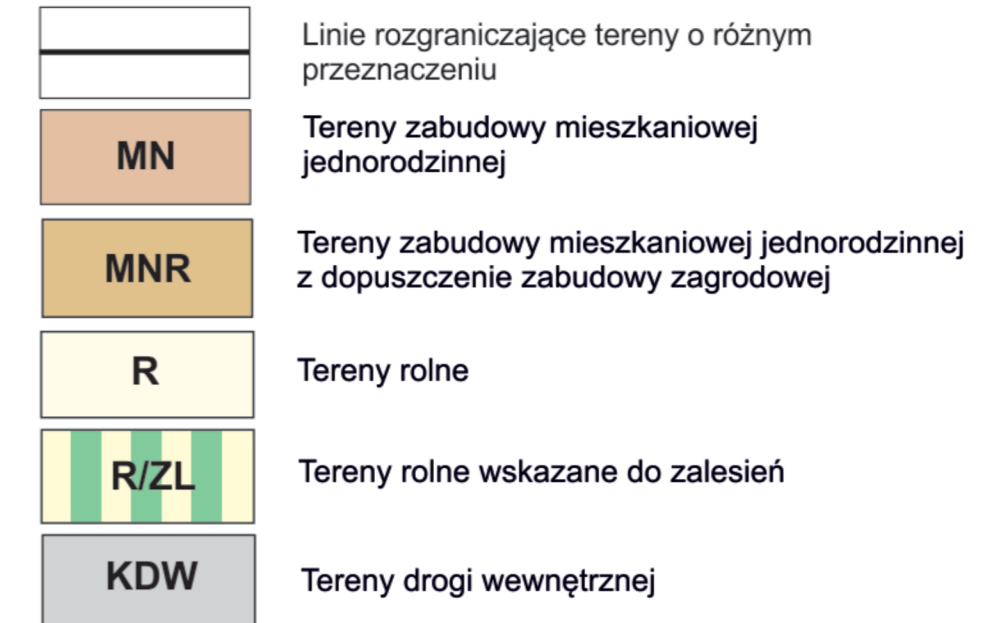 Linie rozgraniczające tereny o różnym
przeznaczeniu
MN
Tereny zabudowy mieszkaniowej
jednorodzinnej
MNR
Tereny zabudowy mieszkaniowej jednorodzinnej
z dopuszczenie zabudowy zagrodowej
R
Tereny rolne
R/ZL
Tereny rolne wskazane do zalesień
KDW
Tereny drogi wewnętrznej